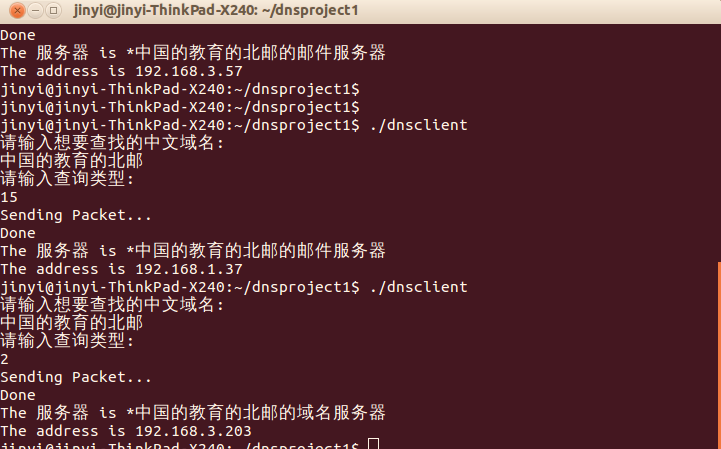 jinyi@jinyi-ThinkPad-X240: ~/dnsproject1
Done
The 服务器 is *中国的教育的北邮的邮件服务器
The address is 192.168.3.57
jinyi@jinyi-ThinkPad-X240:~/dnsproject1$
jinyi@jinyi-ThinkPad-X240:~/dnsproject1$
jinyi@jinyi-ThinkPad-X240:~/dnsproject1$ ./dnsclient
请输入想要查找的中文域名:
中国的教育的北邮
请输入查询类型:
15
Sending Packet...
Done
The 服务器 is *中国的教育的北邮的邮件服务器
The address is 192.168.1.37
jinyi@jinyi-ThinkPad-X240:~/dnsproject1$ ./dnsclient
请输入想要查找的中文域名:
中国的教育的北邮
请输入查询类型:
2
Sending Packet...
Done
The 服务器 is *中国的教育的北邮的域名服务器
The address is 192.168.3.203
jinyi@jinyi-ThinkPad-X240:~/dnsproject1$